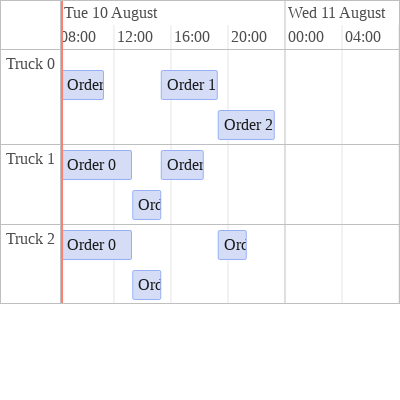 Tue 10 August Wed 11 August
08:00 12:00 16:00 20:00 00:00 04:00
Truck 0
Order Order 1
Order 2
Truck 1
Order 0 Order
Ord
Truck 2
Order 0 Ord
Ord